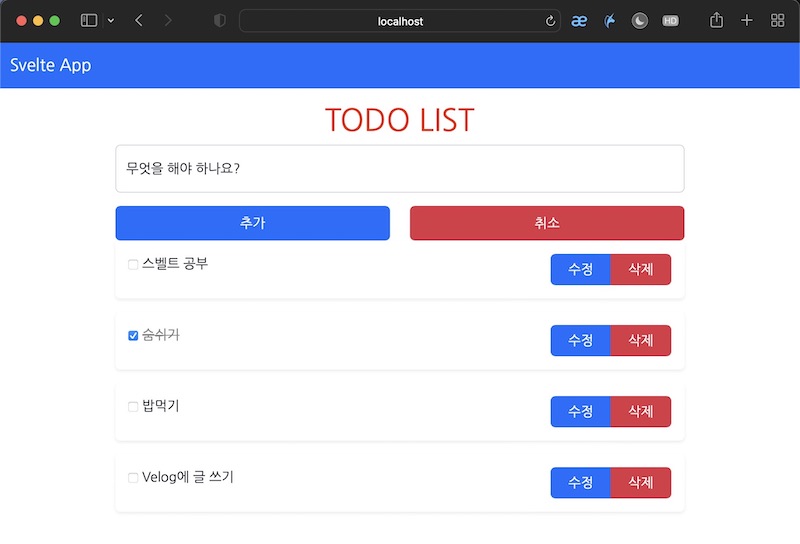 localhost
HD
Svelte App
TODO LIST
무엇을 해야 하나요?
추가 취소
스벨트 공부 수정 삭제
숨쉬기 수정 삭제
밥먹기 수정 삭제
Velog에 글 쓰기 수정 삭제